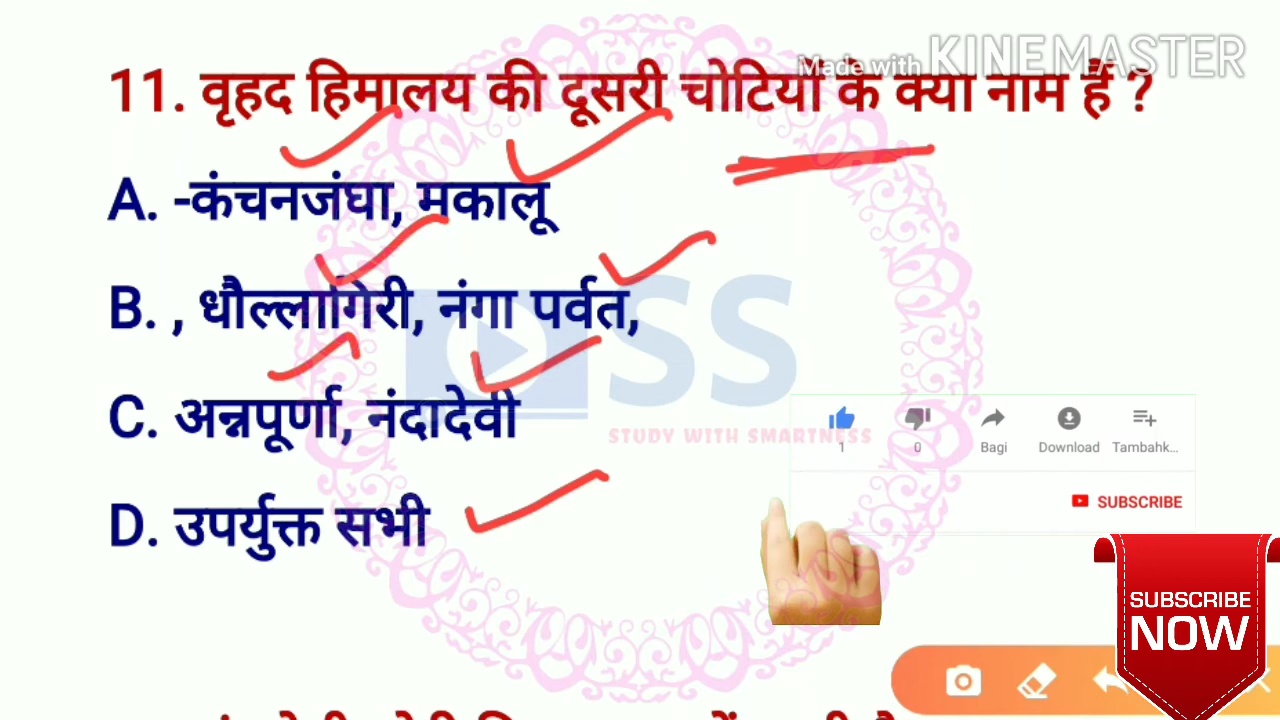 Made with KINEMASTER
11. वृहद हिमालय की दूसरी चोटियां के क्या नाम हैं ?
A. -कंचनजंघा, मकालू
B. , धौल्लागिरी, नंगा पर्वत,
C. अन्नपूर्णा, नंदादेवी
D. उपर्युक्त सभी
SS
STUDY WITH SMARTNESS
1 0 Bagi Download Tambahk...
SUBSCRIBE
SUBSCRIBE
NOW